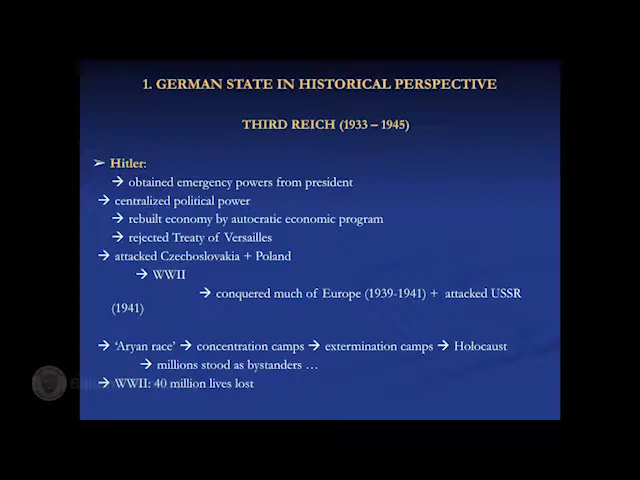 1. GERMAN STATE IN HISTORICAL PERSPECTIVE
THIRD REICH (1933 – 1945)
➢ Hitler:
→ obtained emergency powers from president
→ centralized political power
→ rebuilt economy by autocratic economic program
→ rejected Treaty of Versailles
→ attacked Czechoslovakia + Poland
→ WWII
→ conquered much of Europe (1939-1941) + attacked USSR
(1941)
→ 'Aryan race' → concentration camps → extermination camps → Holocaust
→ millions stood as bystanders …
→ WWII: 40 million lives lost